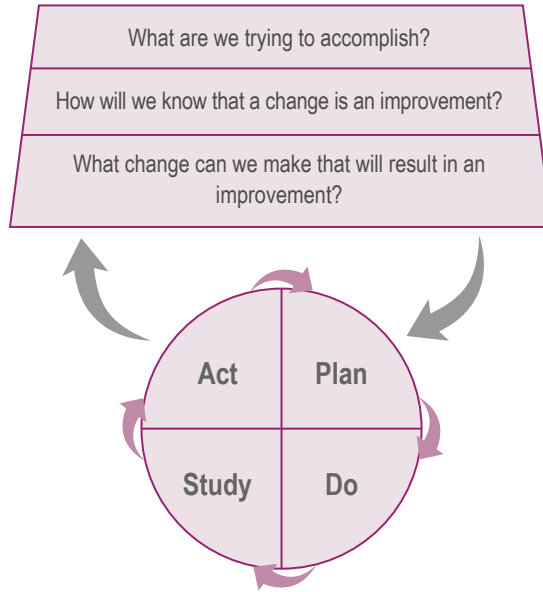 What are we trying to accomplish?
How will we know that a change is an improvement?
What change can we make that will result in an
improvement?
Act
Plan
Study
Do